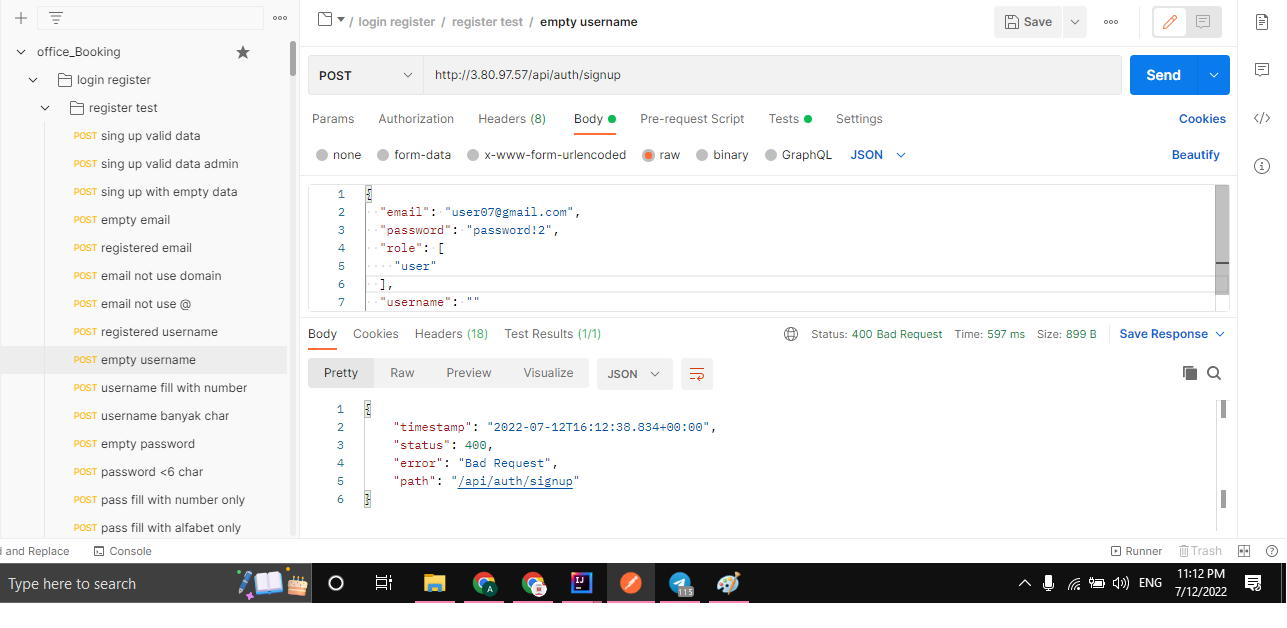 / login register / register test / empty username
Save
office_Booking
login register
register test
POST sing up valid data
POST sing up valid data admin
POST sing up with empty data
POST empty email
POST registered email
POST email not use domain
POST email not use @
POST registered username
POST empty username
POST username fill with number
POST username banyak char
POST empty password
POST password <6 char
POST pass fill with number only
POST pass fill with alfabet only
POST http://3.80.97.57/api/auth/signup Send
Params Authorization Headers (8) Body Pre-request Script Tests Settings Cookies
none form-data x-www-form-urlencoded raw binary GraphQL JSON Beautify
1 {
2 "email": "user07@gmail.com",
3 "password": "password!2",
4 "role": [
5 "user"
6 ],
7 "username": ""
Body Cookies Headers (18) Test Results (1/1) Status: 400 Bad Request Time: 597 ms Size: 899 B Save Response
Pretty Raw Preview Visualize JSON
1 {
2 "timestamp": "2022-07-12T16:12:38.834+00:00",
3 "status": 400,
4 "error": "Bad Request",
5 "path": "/api/auth/signup"
6 }
and Replace Console Runner Trash
Type here to search
A
IJ
115
ENG
11:12 PM
7/12/2022